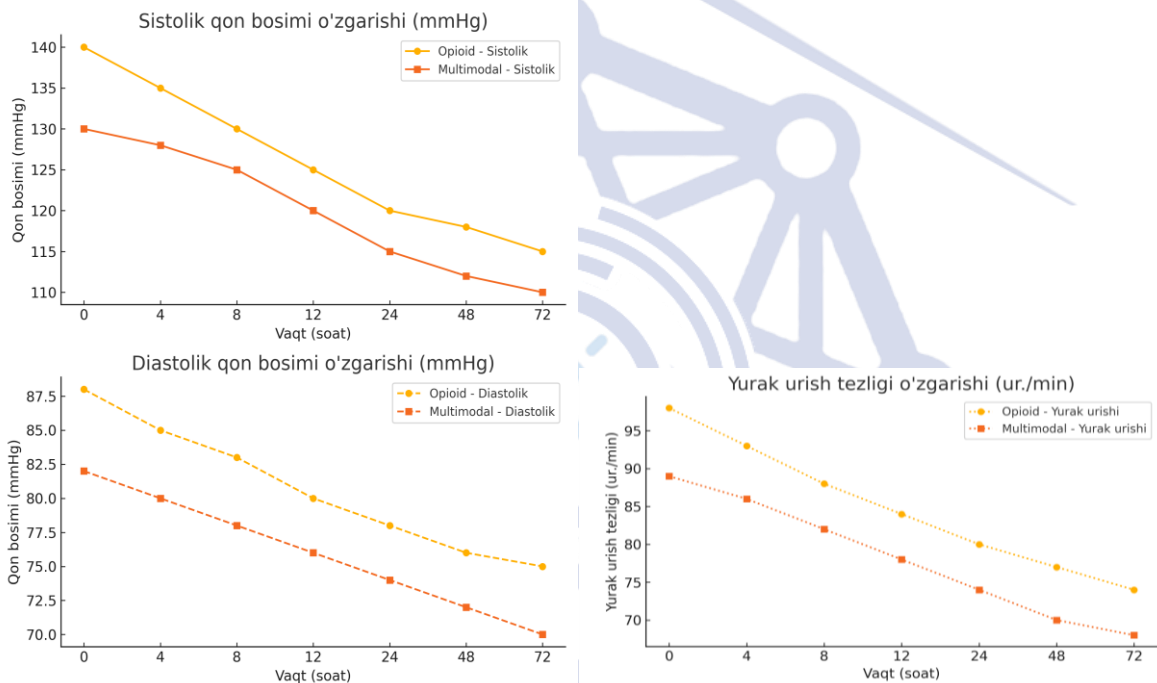 Sistolik qon bosimi o'zgarishi (mmHg)
Opioid - Sistolik
Multimodal - Sistolik
Qon bosimi (mmHg)
140
135
130
125
120
115
110
0 4 8 12 24 48 72
Vaqt (soat)
Diastolik qon bosimi o'zgarishi (mmHg)
Opioid - Diastolik
Multimodal - Diastolik
Qon bosimi (mmHg)
87.5
85.0
82.5
80.0
77.5
75.0
72.5
70.0
0 4 8 12 24 48 72
Vaqt (soat)
Yurak urish tezligi o'zgarishi (ur./min)
Opioid - Yurak urishi
Multimodal - Yurak urishi
Yurak urish tezligi (ur./min)
95
90
85
80
75
70
0 4 8 12 24 48 72
Vaqt (soat)